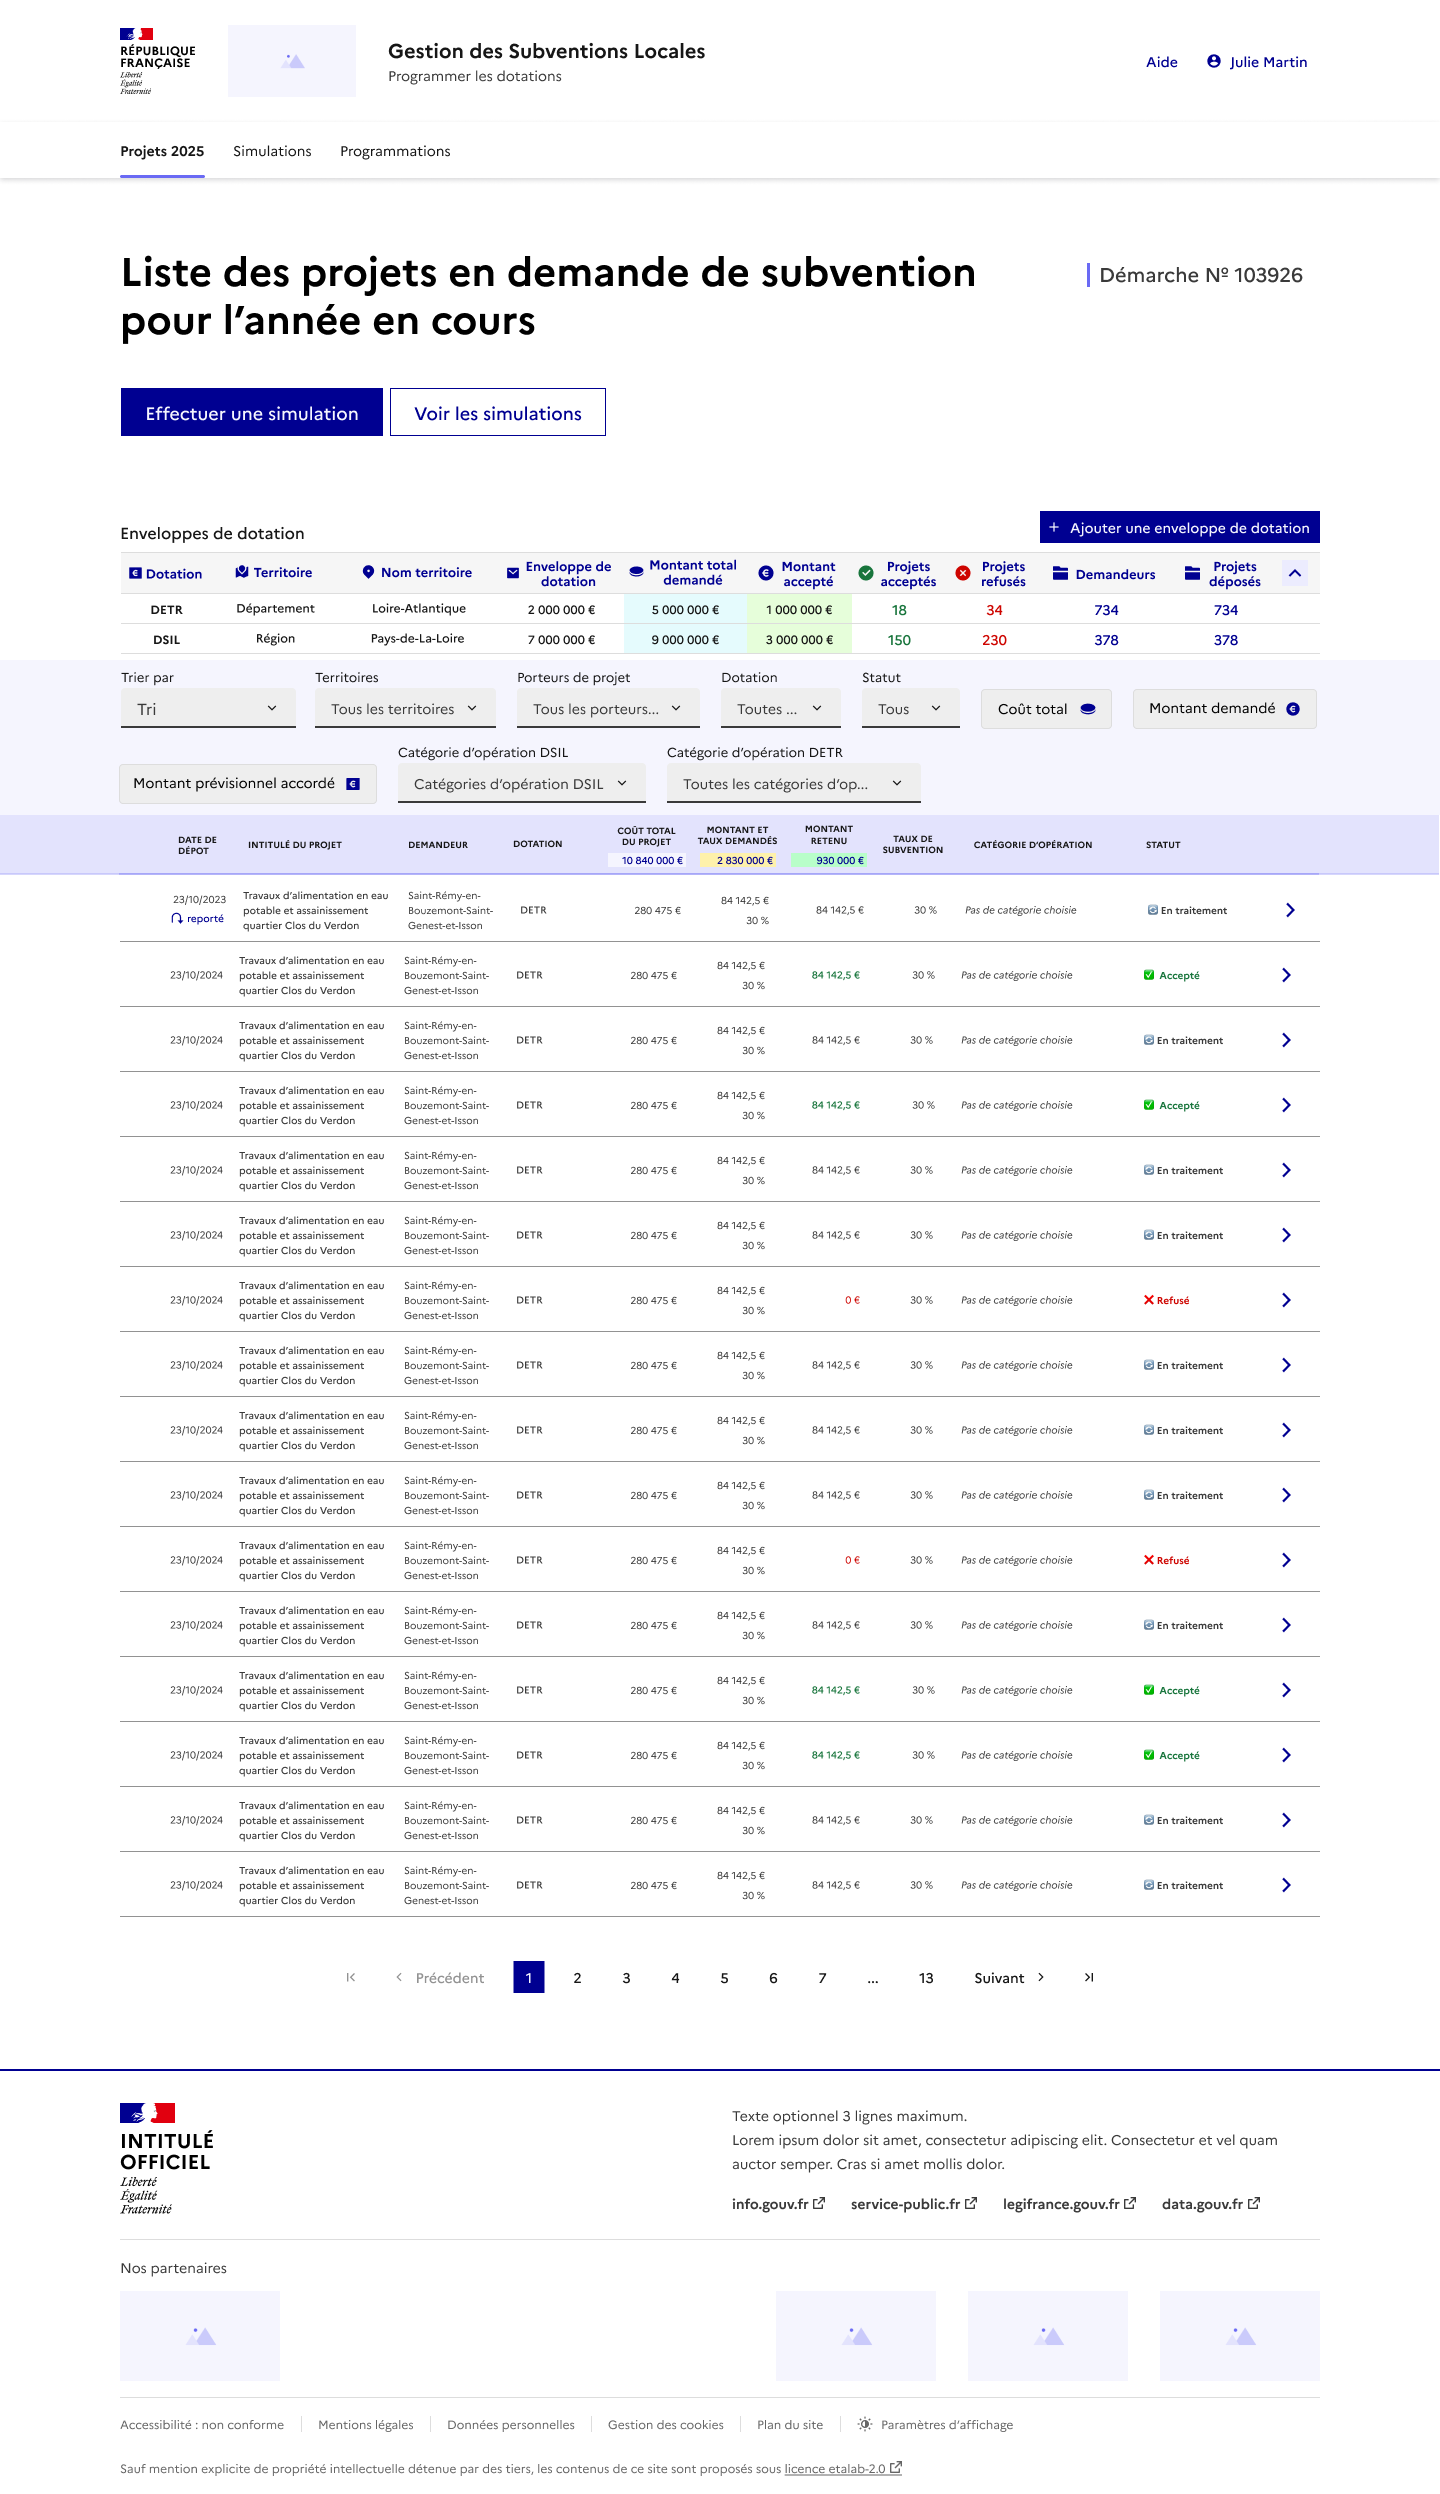 RÉPUBLIQUE
FRANÇAISE
Liberté
Égalité
Fraternité
Gestion des Subventions Locales
Programmer les dotations
Aide
Julie Martin
Projets 2025
Simulations
Programmations
Liste des projets en demande de subvention
pour l’année en cours
Démarche Nº 103926
Effectuer une simulation
Voir les simulations
Enveloppes de dotation
+ Ajouter une enveloppe de dotation
Dotation Territoire Nom territoire Enveloppe de dotation Montant total demandé Montant accepté Projets acceptés Projets refusés Demandeurs Projets déposés
DETR Département Loire-Atlantique 2 000 000 € 5 000 000 € 1 000 000 € 18 34 734 734
DSIL Région Pays-de-La-Loire 7 000 000 € 9 000 000 € 3 000 000 € 150 230 378 378
Trier par Territoires Porteurs de projet Dotation Statut
Tri Tous les territoires Tous les porteurs... Toutes ... Tous Coût total Montant demandé
Catégorie d’opération DSIL Catégorie d’opération DETR
Montant prévisionnel accordé Catégories d’opération DSIL Toutes les catégories d’op...
DATE DE DÉPOT INTITULÉ DU PROJET DEMANDEUR DOTATION COÛT TOTAL DU PROJET MONTANT ET TAUX DEMANDÉS MONTANT RETENU TAUX DE SUBVENTION CATÉGORIE D’OPÉRATION STATUT
10 840 000 € 2 830 000 € 930 000 €
23/10/2023 Travaux d’alimentation en eau Saint-Rémy-en- 84 142,5 €
reporté potable et assainissement Bouzemont-Saint- DETR 280 475 € 84 142,5 € 30 % Pas de catégorie choisie En traitement
quartier Clos du Verdon Genest-et-Isson 30 %
Travaux d’alimentation en eau Saint-Rémy-en- 84 142,5 €
23/10/2024 potable et assainissement Bouzemont-Saint- DETR 280 475 € 84 142,5 € 30 % Pas de catégorie choisie Accepté
quartier Clos du Verdon Genest-et-Isson 30 %
Travaux d’alimentation en eau Saint-Rémy-en- 84 142,5 €
23/10/2024 potable et assainissement Bouzemont-Saint- DETR 280 475 € 84 142,5 € 30 % Pas de catégorie choisie En traitement
quartier Clos du Verdon Genest-et-Isson 30 %
Travaux d’alimentation en eau Saint-Rémy-en- 84 142,5 €
23/10/2024 potable et assainissement Bouzemont-Saint- DETR 280 475 € 84 142,5 € 30 % Pas de catégorie choisie Accepté
quartier Clos du Verdon Genest-et-Isson 30 %
Travaux d’alimentation en eau Saint-Rémy-en- 84 142,5 €
23/10/2024 potable et assainissement Bouzemont-Saint- DETR 280 475 € 84 142,5 € 30 % Pas de catégorie choisie En traitement
quartier Clos du Verdon Genest-et-Isson 30 %
Travaux d’alimentation en eau Saint-Rémy-en- 84 142,5 €
23/10/2024 potable et assainissement Bouzemont-Saint- DETR 280 475 € 84 142,5 € 30 % Pas de catégorie choisie En traitement
quartier Clos du Verdon Genest-et-Isson 30 %
Travaux d’alimentation en eau Saint-Rémy-en- 84 142,5 €
23/10/2024 potable et assainissement Bouzemont-Saint- DETR 280 475 € 0 € 30 % Pas de catégorie choisie Refusé
quartier Clos du Verdon Genest-et-Isson 30 %
Travaux d’alimentation en eau Saint-Rémy-en- 84 142,5 €
23/10/2024 potable et assainissement Bouzemont-Saint- DETR 280 475 € 84 142,5 € 30 % Pas de catégorie choisie En traitement
quartier Clos du Verdon Genest-et-Isson 30 %
Travaux d’alimentation en eau Saint-Rémy-en- 84 142,5 €
23/10/2024 potable et assainissement Bouzemont-Saint- DETR 280 475 € 84 142,5 € 30 % Pas de catégorie choisie En traitement
quartier Clos du Verdon Genest-et-Isson 30 %
Travaux d’alimentation en eau Saint-Rémy-en- 84 142,5 €
23/10/2024 potable et assainissement Bouzemont-Saint- DETR 280 475 € 84 142,5 € 30 % Pas de catégorie choisie En traitement
quartier Clos du Verdon Genest-et-Isson 30 %
Travaux d’alimentation en eau Saint-Rémy-en- 84 142,5 €
23/10/2024 potable et assainissement Bouzemont-Saint- DETR 280 475 € 0 € 30 % Pas de catégorie choisie Refusé
quartier Clos du Verdon Genest-et-Isson 30 %
Travaux d’alimentation en eau Saint-Rémy-en- 84 142,5 €
23/10/2024 potable et assainissement Bouzemont-Saint- DETR 280 475 € 84 142,5 € 30 % Pas de catégorie choisie En traitement
quartier Clos du Verdon Genest-et-Isson 30 %
Travaux d’alimentation en eau Saint-Rémy-en- 84 142,5 €
23/10/2024 potable et assainissement Bouzemont-Saint- DETR 280 475 € 84 142,5 € 30 % Pas de catégorie choisie Accepté
quartier Clos du Verdon Genest-et-Isson 30 %
Travaux d’alimentation en eau Saint-Rémy-en- 84 142,5 €
23/10/2024 potable et assainissement Bouzemont-Saint- DETR 280 475 € 84 142,5 € 30 % Pas de catégorie choisie Accepté
quartier Clos du Verdon Genest-et-Isson 30 %
Travaux d’alimentation en eau Saint-Rémy-en- 84 142,5 €
23/10/2024 potable et assainissement Bouzemont-Saint- DETR 280 475 € 84 142,5 € 30 % Pas de catégorie choisie En traitement
quartier Clos du Verdon Genest-et-Isson 30 %
Travaux d’alimentation en eau Saint-Rémy-en- 84 142,5 €
23/10/2024 potable et assainissement Bouzemont-Saint- DETR 280 475 € 84 142,5 € 30 % Pas de catégorie choisie En traitement
quartier Clos du Verdon Genest-et-Isson 30 %
Précédent 1 2 3 4 5 6 7 ... 13 Suivant
INTITULÉ
OFFICIEL
Liberté
Égalité
Fraternité
Texte optionnel 3 lignes maximum.
Lorem ipsum dolor sit amet, consectetur adipiscing elit. Consectetur et vel quam
auctor semper. Cras si amet mollis dolor.
info.gouv.fr service-public.fr legifrance.gouv.fr data.gouv.fr
Nos partenaires
Accessibilité : non conforme Mentions légales Données personnelles Gestion des cookies Plan du site Paramètres d’affichage
Sauf mention explicite de propriété intellectuelle détenue par des tiers, les contenus de ce site sont proposés sous licence etalab-2.0